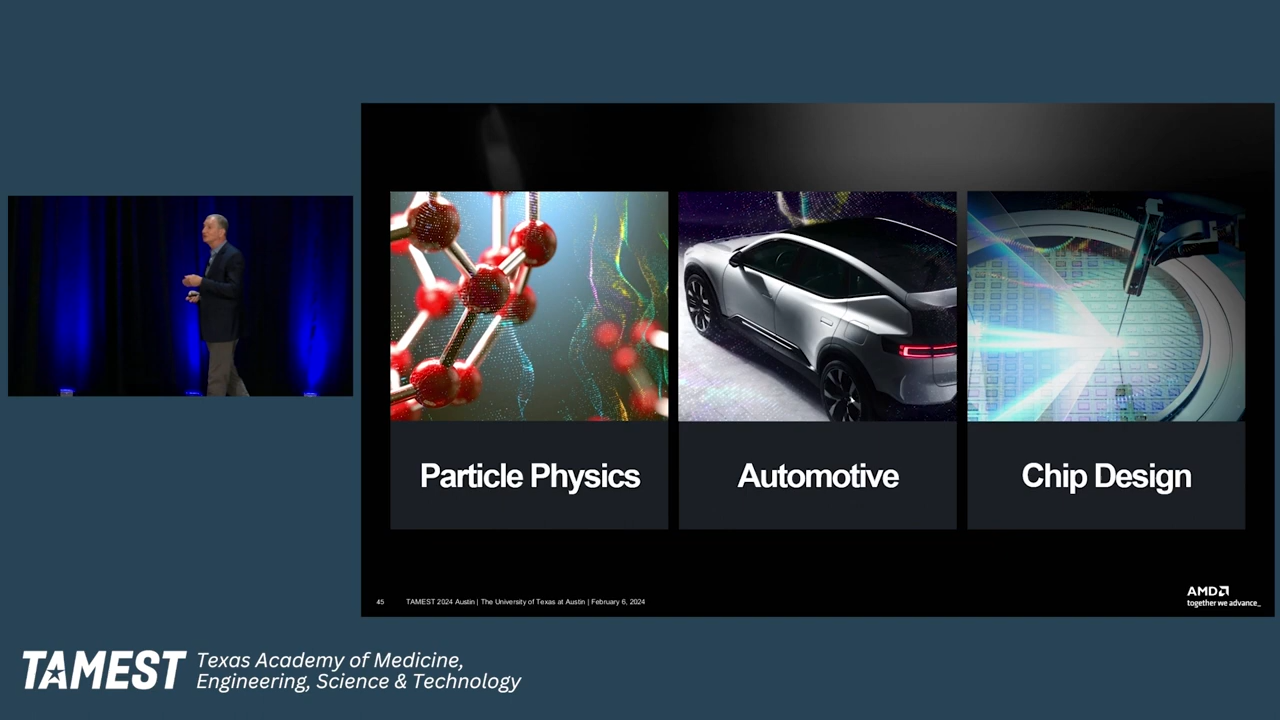 Particle Physics
Automotive
Chip Design
45
TAMEST 2024 Austin | The University of Texas at Austin | February 6, 2024
AMD
together we advance_
TAMEST
Texas Academy of Medicine,
Engineering, Science & Technology